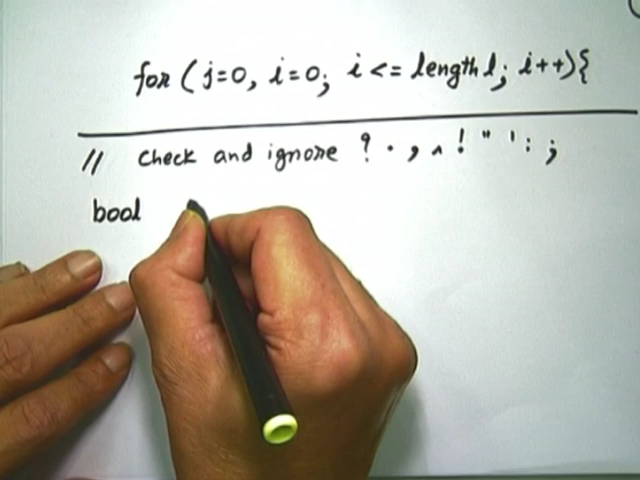 for (j=0, i=0; i <= length1; i++){
// Check and ignore ? . , ^ ! " ' : ;
bool